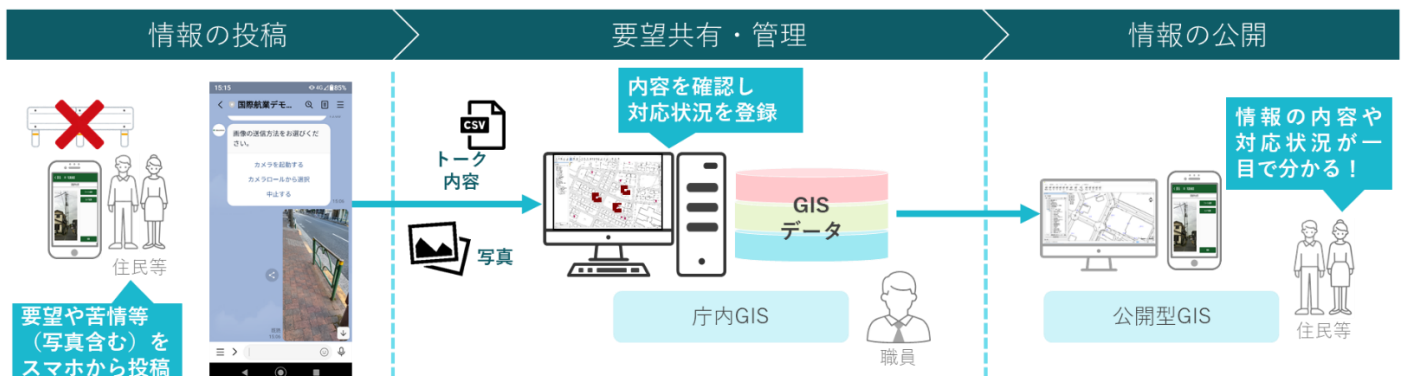 情報の投稿
要望共有・管理
情報の公開
住民等
要望や苦情等
（写真含む）を
スマホから投稿
15:15
4G
85%
国際航業デモ...
画像の送信方法をお選びくだ
さい。
カメラを起動する
カメラロールから選択
中止する
CSV
トーク
内容
写真
内容を確認し
対応状況を登録
GIS
データ
庁内GIS
職員
情報の内容や
対応状況が一
目で分かる！
公開型GIS
住民等